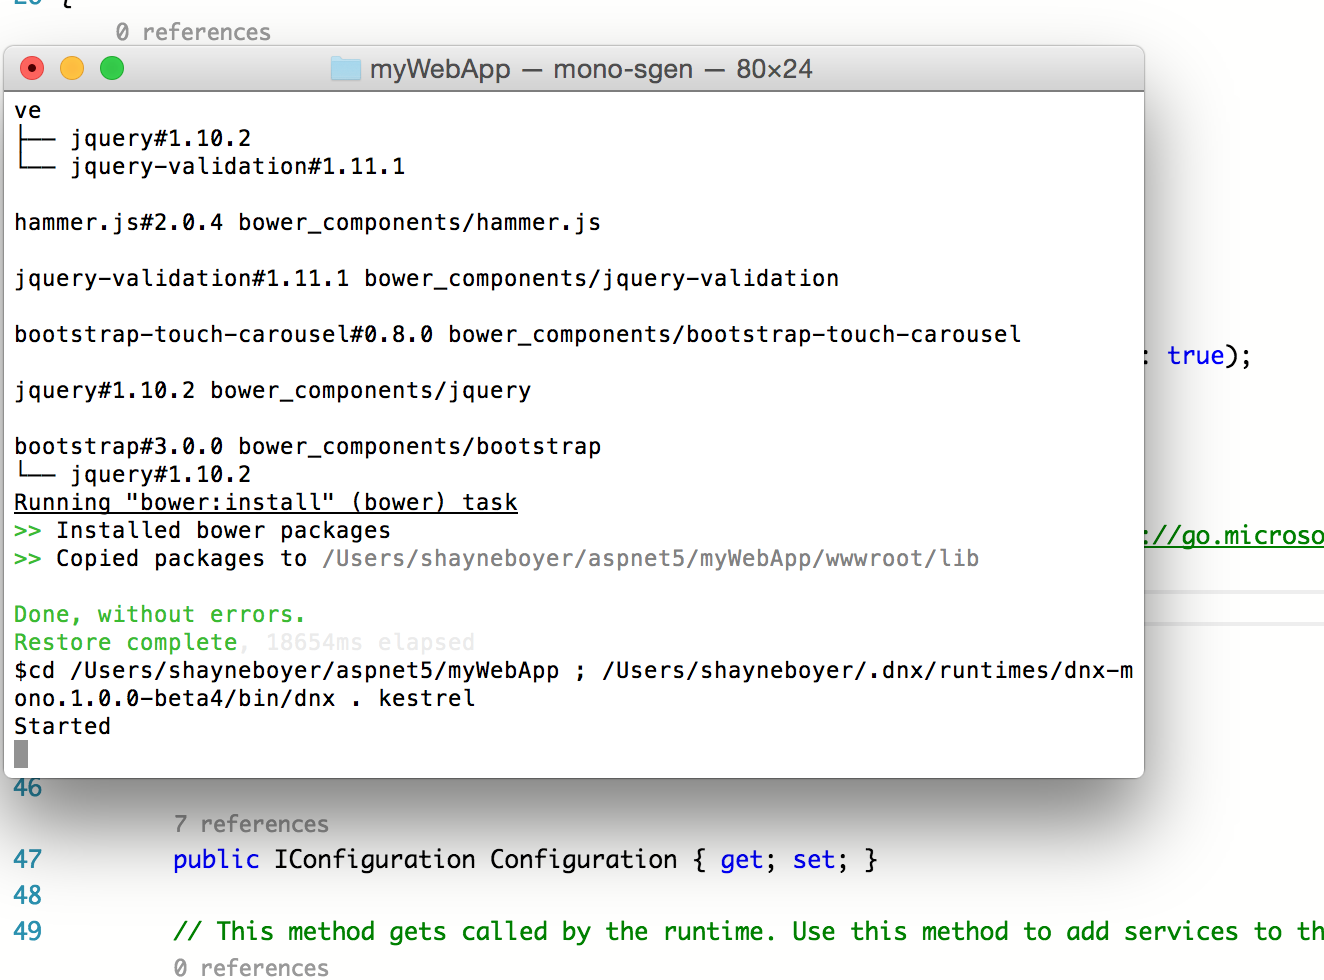 0 references
myWebApp — mono-sgen — 80×24
ve
├── jquery#1.10.2
└── jquery-validation#1.11.1
hammer.js#2.0.4 bower_components/hammer.js
jquery-validation#1.11.1 bower_components/jquery-validation
bootstrap-touch-carousel#0.8.0 bower_components/bootstrap-touch-carousel
: true);
jquery#1.10.2 bower_components/jquery
bootstrap#3.0.0 bower_components/bootstrap
└── jquery#1.10.2
Running "bower:install" (bower) task
>> Installed bower packages
://go.microso
>> Copied packages to /Users/shayneboyer/aspnet5/myWebApp/wwwroot/lib
Done, without errors.
Restore complete, 18654ms elapsed
$cd /Users/shayneboyer/aspnet5/myWebApp ; /Users/shayneboyer/.dnx/runtimes/dnx-m
ono.1.0.0-beta4/bin/dnx . kestrel
Started
46
7 references
47 public IConfiguration Configuration { get; set; }
48
49 // This method gets called by the runtime. Use this method to add services to th
0 references